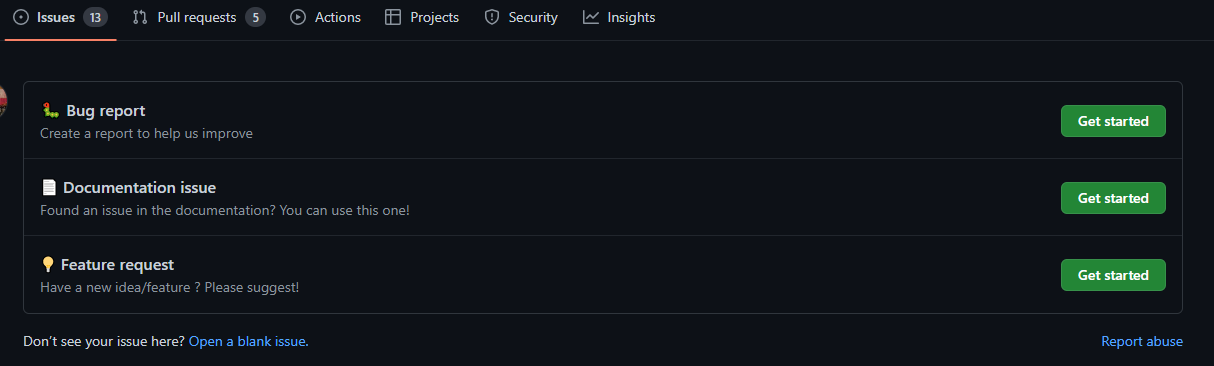 Issues 13 Pull requests 5 Actions Projects Security Insights
Bug report
Create a report to help us improve
Get started
Documentation issue
Found an issue in the documentation? You can use this one!
Get started
Feature request
Have a new idea/feature ? Please suggest!
Get started
Don't see your issue here? Open a blank issue.
Report abuse